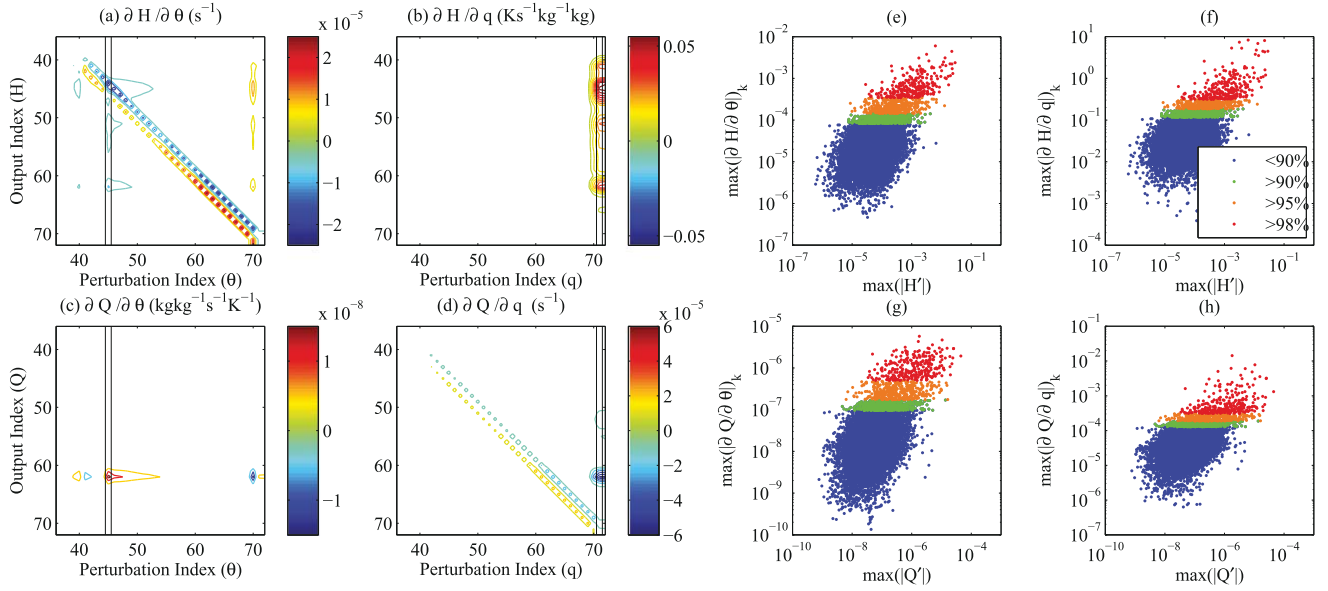 (a) ∂ H /∂ θ (s⁻¹)
x 10⁻⁵
Output Index (H)
40
50
60
70
40 50 60 70
Perturbation Index (θ)
2
1
0
−1
−2
(b) ∂ H /∂ q (Ks⁻¹kg⁻¹kg)
40
50
60
70
40 50 60 70
Perturbation Index (q)
0.05
0
−0.05
(c) ∂ Q /∂ θ (kgkg⁻¹s⁻¹K⁻¹)
x 10⁻⁸
Output Index (Q)
40
50
60
70
40 50 60 70
Perturbation Index (θ)
1
0
−1
(d) ∂ Q /∂ q (s⁻¹)
x 10⁻⁵
40
50
60
70
40 50 60 70
Perturbation Index (q)
6
4
2
0
−2
−4
−6
(e)
max(|∂ H/∂ θ|)ₖ
10⁻²
10⁻³
10⁻⁴
10⁻⁵
10⁻⁶
10⁻⁷
10⁻⁷ 10⁻⁵ 10⁻³ 10⁻¹
max(|H′|)
(f)
max(|∂ H/∂ q|)ₖ
10¹
10⁰
10⁻¹
10⁻²
10⁻³
10⁻⁴
10⁻⁷ 10⁻⁵ 10⁻³ 10⁻¹
max(|H′|)
<90%
>90%
>95%
>98%
(g)
max(|∂ Q/∂ θ|)ₖ
10⁻⁵
10⁻⁶
10⁻⁷
10⁻⁸
10⁻⁹
10⁻¹⁰
10⁻¹⁰ 10⁻⁸ 10⁻⁶ 10⁻⁴ 10⁻²
max(|Q′|)
(h)
max(|∂ Q/∂ q|)ₖ
10⁻¹
10⁻²
10⁻³
10⁻⁴
10⁻⁵
10⁻⁶
10⁻⁷
10⁻¹⁰ 10⁻⁸ 10⁻⁶ 10⁻⁴ 10⁻²
max(|Q′|)